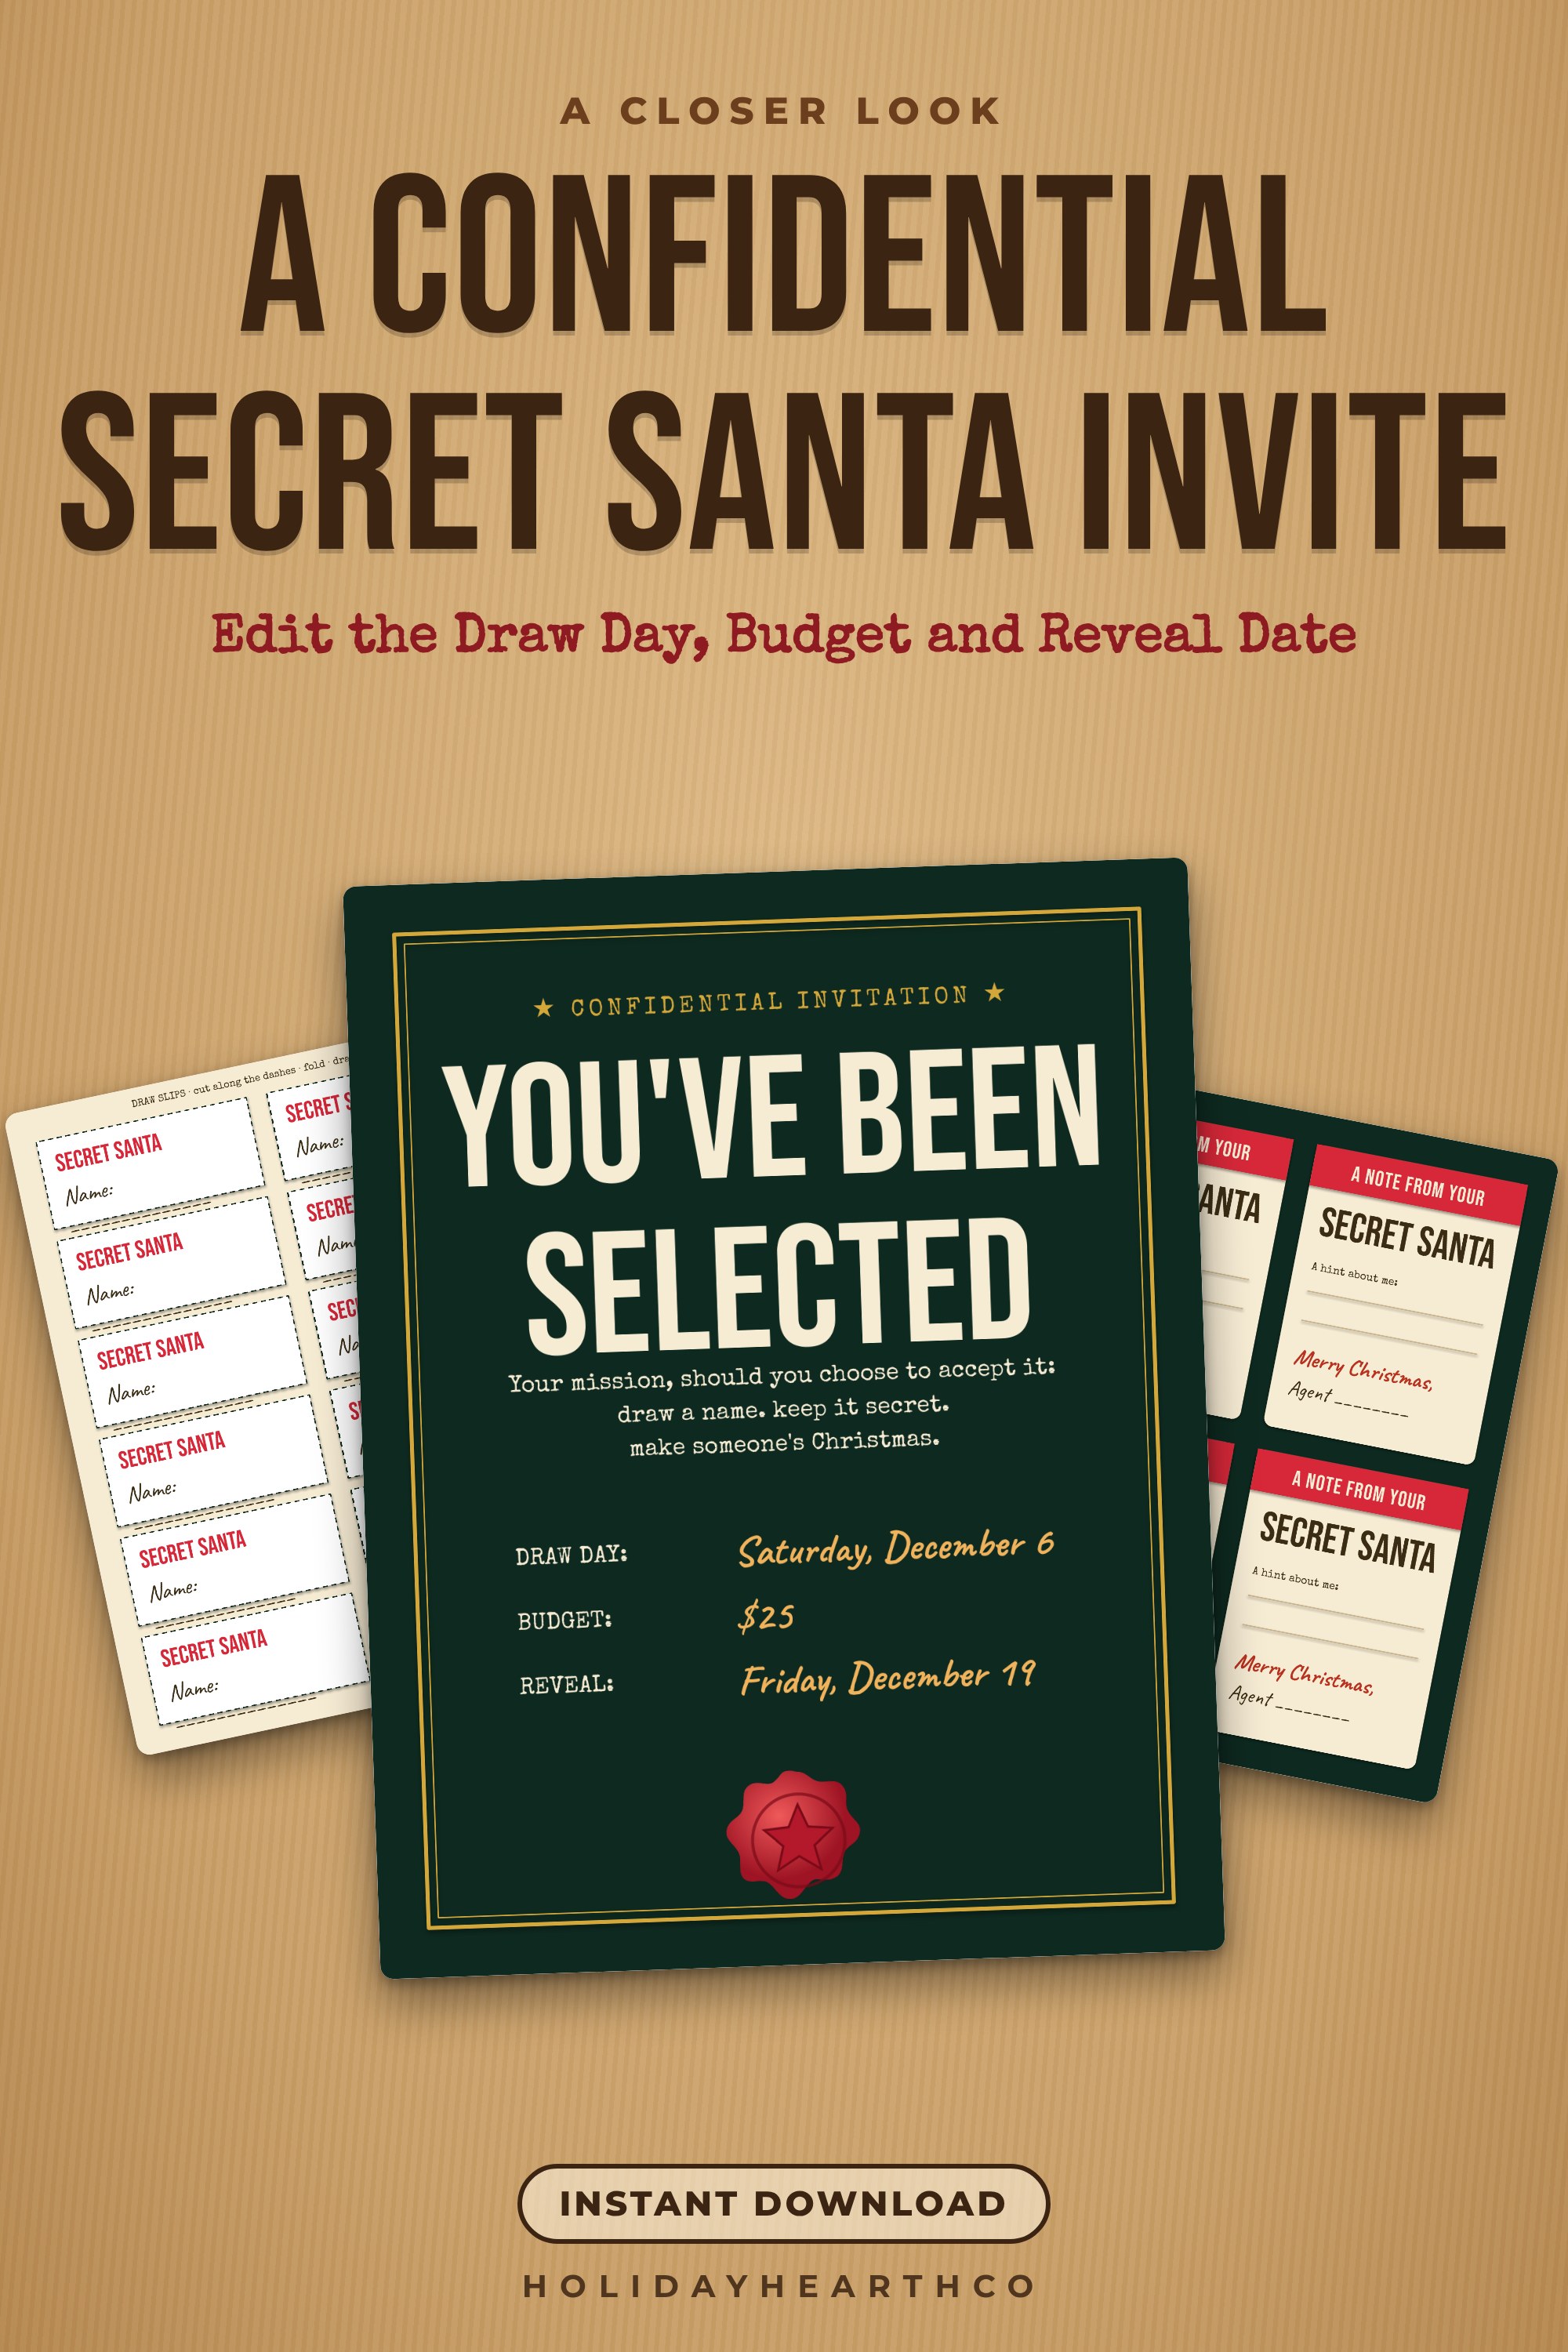 A CLOSER LOOK
A CONFIDENTIAL
SECRET SANTA INVITE
Edit the Draw Day, Budget and Reveal Date
★ CONFIDENTIAL INVITATION ★
YOU'VE BEEN
SELECTED
Your mission, should you choose to accept it:
draw a name. keep it secret.
make someone's Christmas.
DRAW DAY: Saturday, December 6
BUDGET: $25
REVEAL: Friday, December 19
DRAW SLIPS · cut along the dashes · fold ·
SECRET SANTA
Name:
SECRET SANTA
Name:
SECRET SANTA
Name:
SECRET SANTA
Name:
SECRET SANTA
Name:
SECRET SANTA
Name:
SECRET
Name:
YOUR
A NOTE FROM YOUR
SECRET SANTA
A hint about me:
Merry Christmas,
Agent ________
A NOTE FROM YOUR
SECRET SANTA
A hint about me:
Merry Christmas,
Agent ________
INSTANT DOWNLOAD
HOLIDAYHEARTHCO